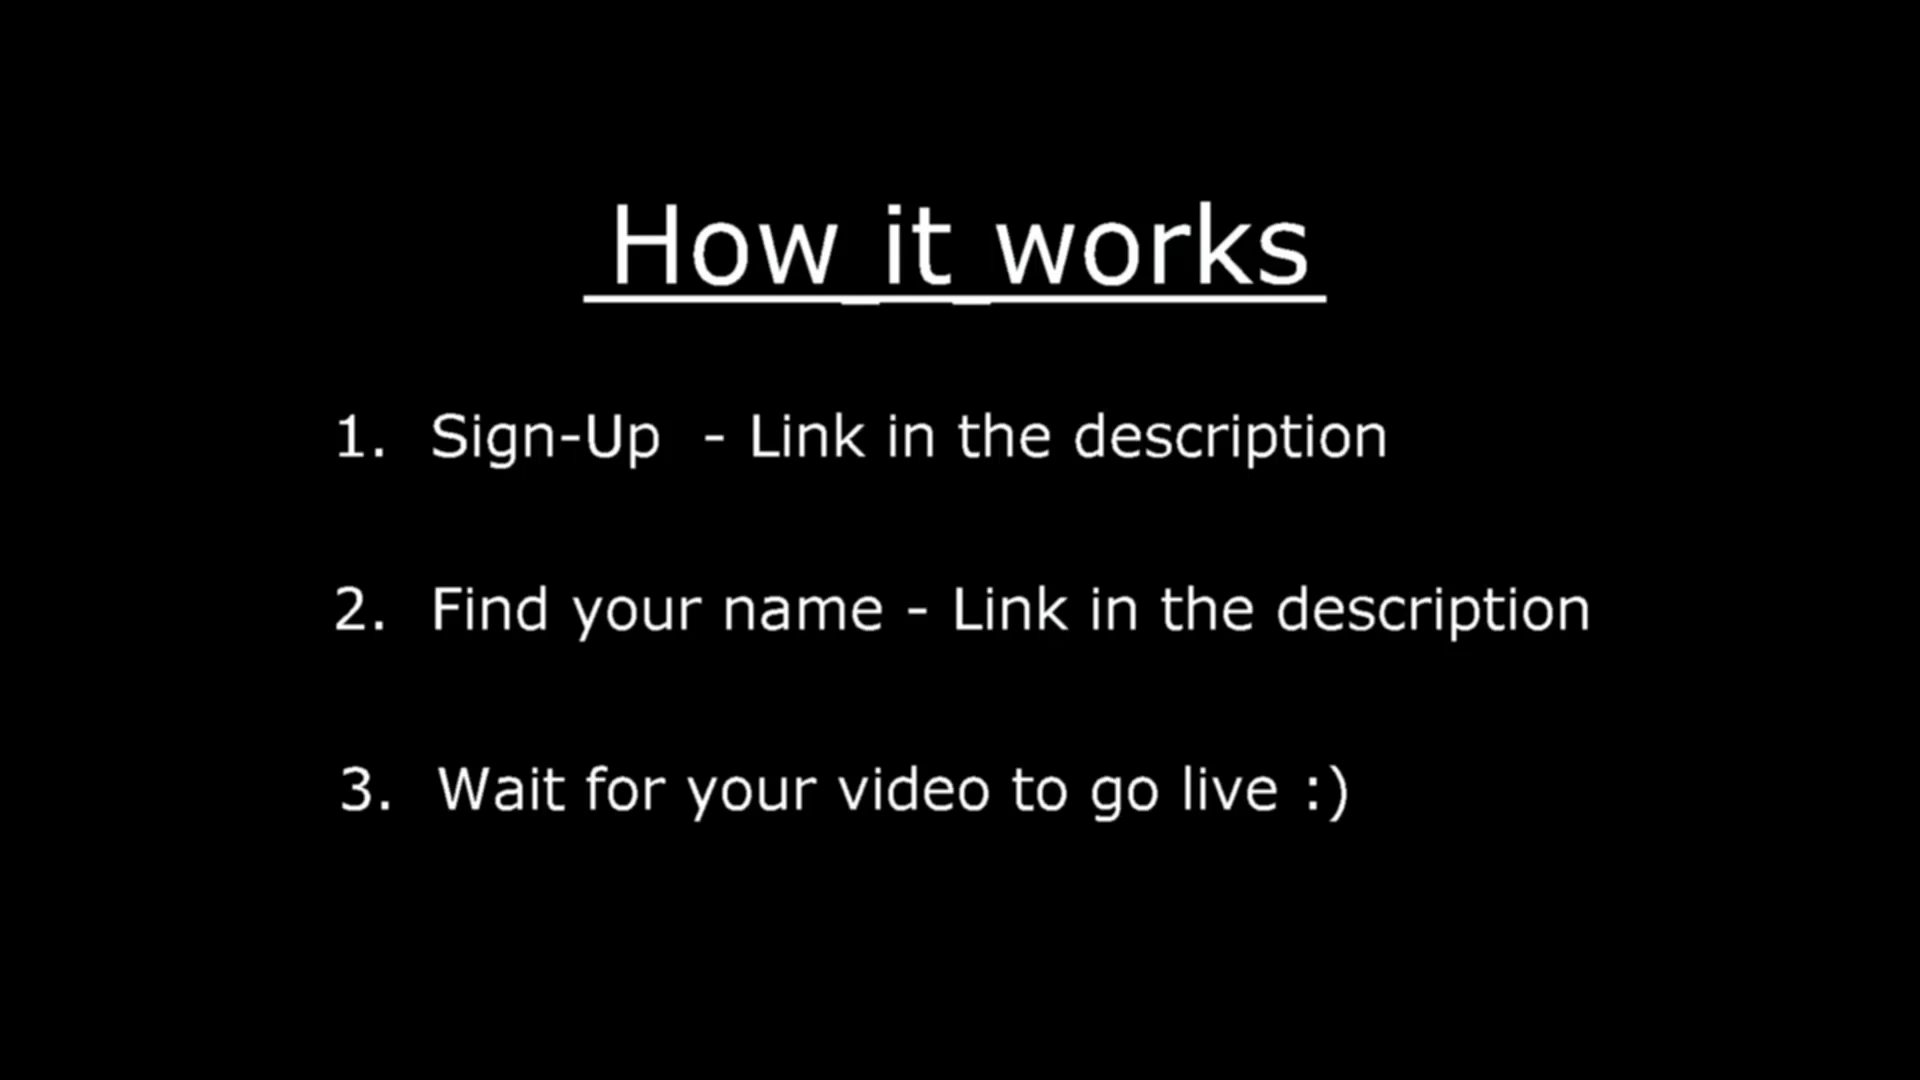 How it works
1. Sign-Up - Link in the description
2. Find your name - Link in the description
3. Wait for your video to go live :)